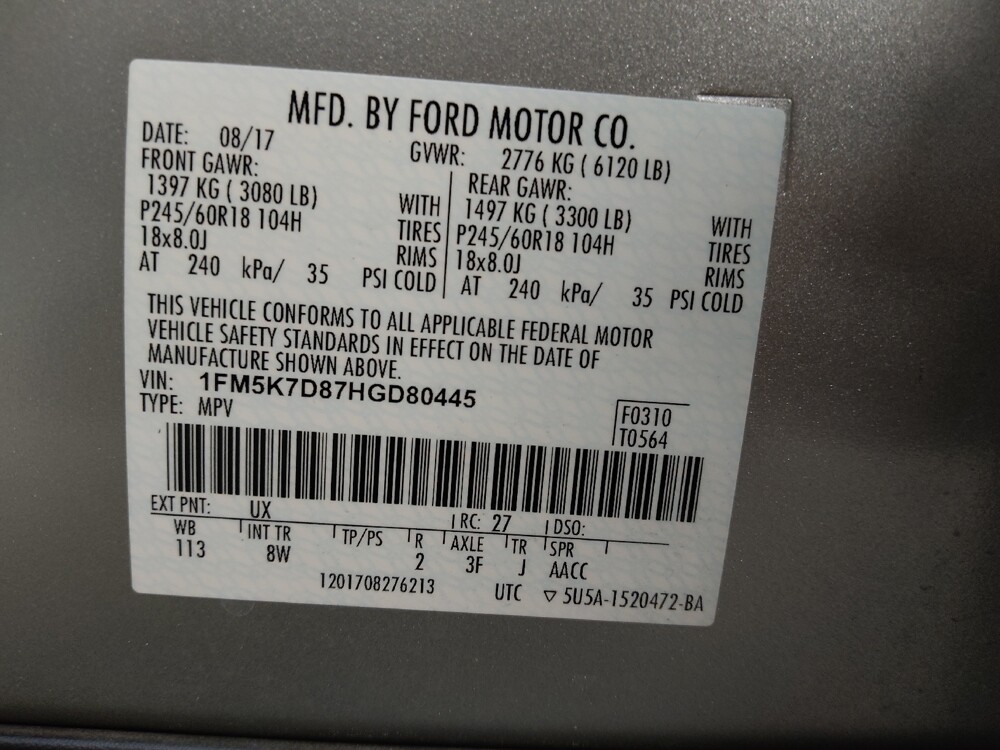 MFD. BY FORD MOTOR CO.
DATE: 08/17
GVWR: 2776 KG ( 6120 LB)
FRONT GAWR:
1397 KG ( 3080 LB) WITH
P245/60R18 104H TIRES
18x8.0J RIMS
AT 240 kPa/ 35 PSI COLD
REAR GAWR:
1497 KG ( 3300 LB) WITH
P245/60R18 104H TIRES
18x8.0J RIMS
AT 240 kPa/ 35 PSI COLD
THIS VEHICLE CONFORMS TO ALL APPLICABLE FEDERAL MOTOR
VEHICLE SAFETY STANDARDS IN EFFECT ON THE DATE OF
MANUFACTURE SHOWN ABOVE.
VIN: 1FM5K7D87HGD80445
TYPE: MPV
F0310
T0564
EXT PNT: UX RC: 27 DSO:
WB INT TR TP/PS R AXLE TR SPR
113 8W 2 3F J AACC
1201708276213 UTC ▽ 5U5A-1520472-BA